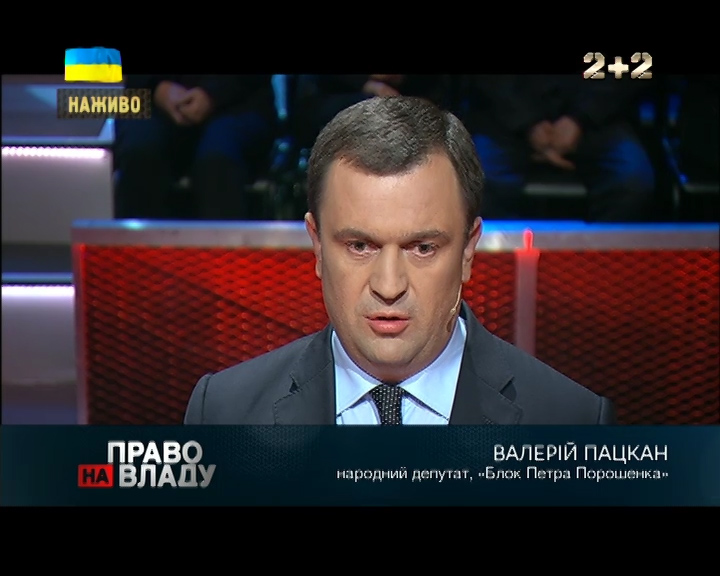 2+2
НАЖИВО
ПРАВО
НА ВЛАДУ
ВАЛЕРІЙ ПАЦКАН
народний депутат, «Блок Петра Порошенка»